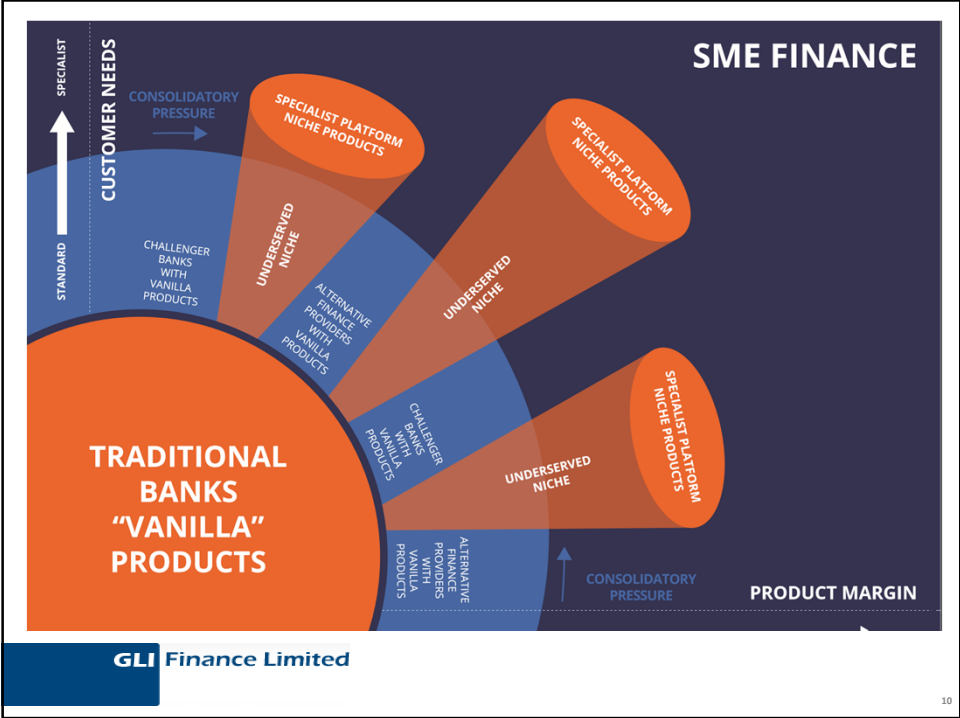 SME FINANCE
SPECIALIST
CUSTOMER NEEDS
STANDARD
CONSOLIDATORY
PRESSURE
SPECIALIST PLATFORM
NICHE PRODUCTS
UNDERSERVED
NICHE
CHALLENGER
BANKS
WITH
VANILLA
PRODUCTS
SPECIALIST PLATFORM
NICHE PRODUCTS
UNDERSERVED
NICHE
ALTERNATIVE
FINANCE
PROVIDERS
WITH
VANILLA
PRODUCTS
SPECIALIST PLATFORM
NICHE PRODUCTS
UNDERSERVED
NICHE
CHALLENGER
BANKS
WITH
VANILLA
PRODUCTS
TRADITIONAL
BANKS
“VANILLA”
PRODUCTS
ALTERNATIVE
FINANCE
PROVIDERS
WITH
VANILLA
PRODUCTS
CONSOLIDATORY
PRESSURE
PRODUCT MARGIN
GLI Finance Limited
10